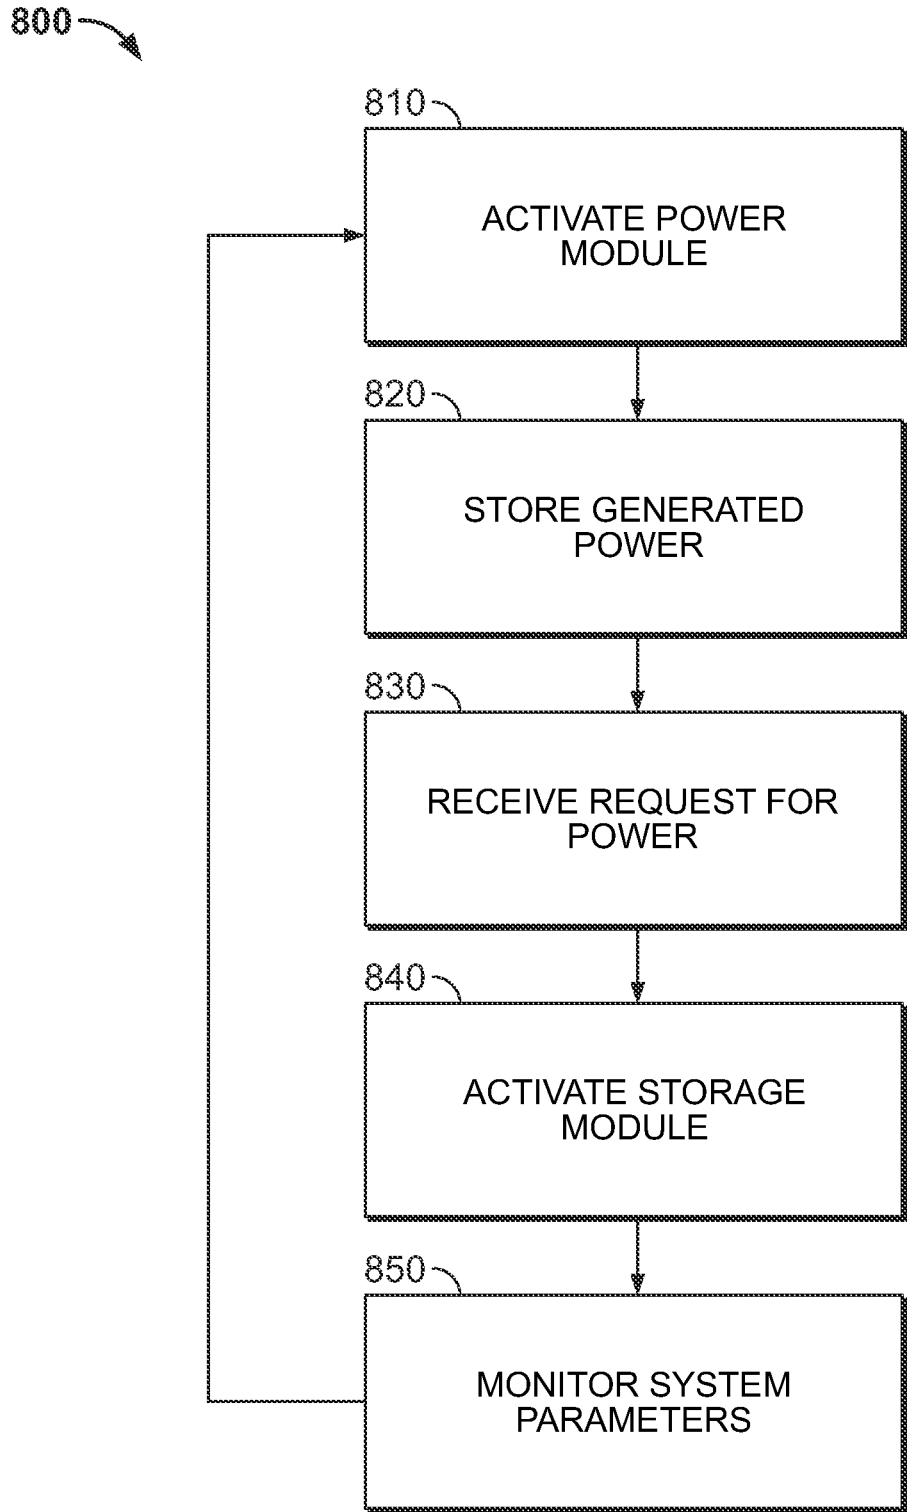 800
810
ACTIVATE POWER
MODULE
820
STORE GENERATED
POWER
830
RECEIVE REQUEST FOR
POWER
840
ACTIVATE STORAGE
MODULE
850
MONITOR SYSTEM
PARAMETERS